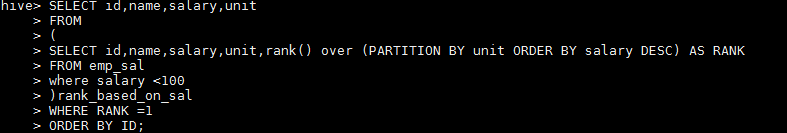 hive> SELECT id,name,salary,unit
> FROM
> (
> SELECT id,name,salary,unit,rank() over (PARTITION BY unit ORDER BY salary DESC) AS RANK
> FROM emp_sal
> where salary <100
> )rank_based_on_sal
> WHERE RANK =1
> ORDER BY ID;